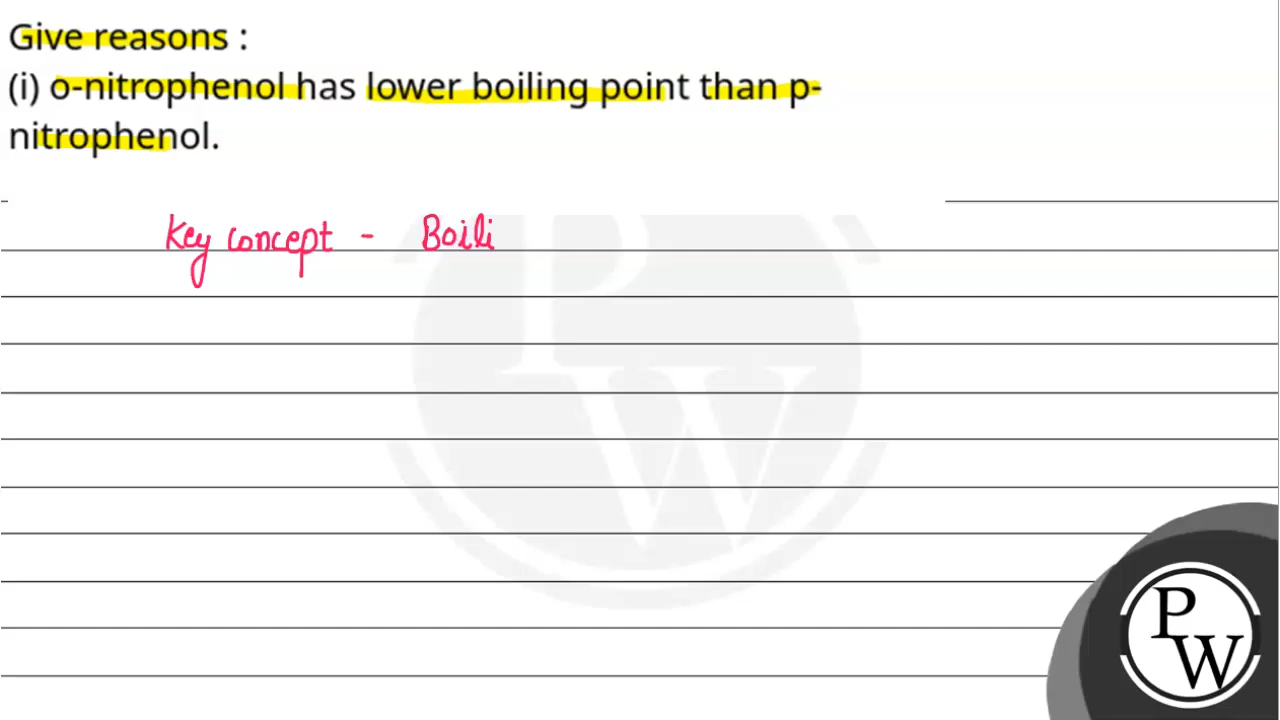 Give reasons :
(i) o-nitrophenol has lower boiling point than p-
nitrophenol.
Key concept - Boili
P
W
P
W